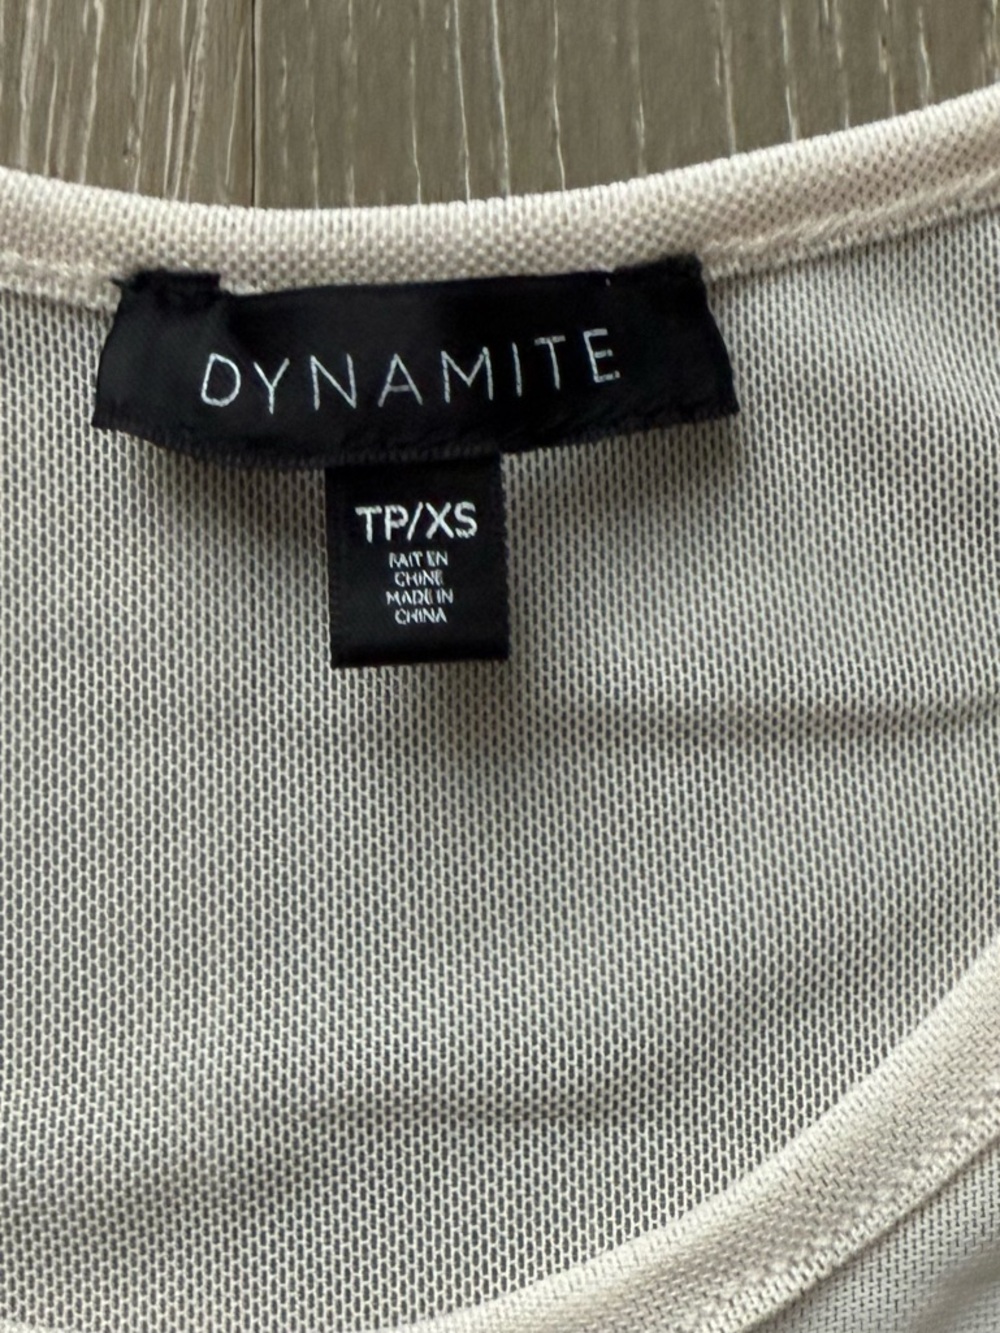 DYNAMITE
TP/XS
FAIT EN
CHINE
MADE IN
CHINA